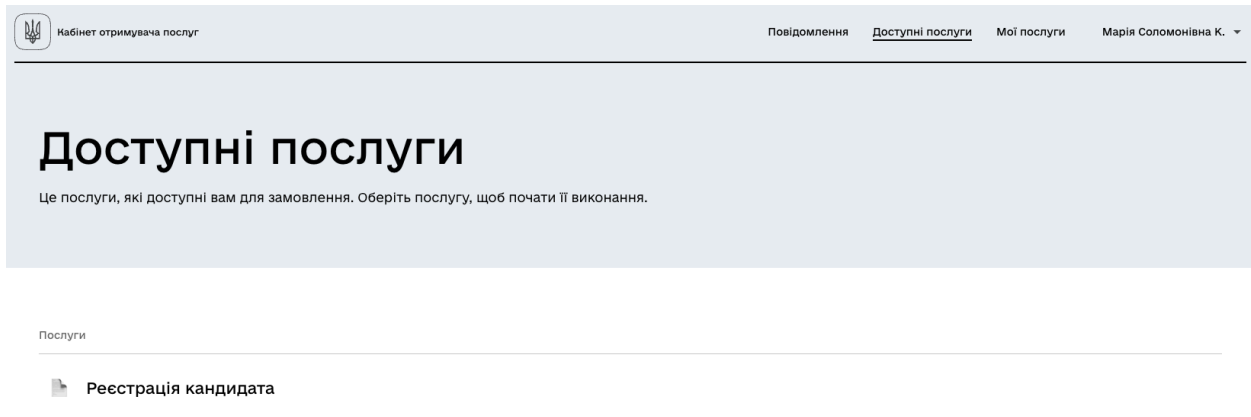 Кабінет отримувача послуг
Повідомлення
Доступні послуги
Мої послуги
Марія Соломонівна К.
Доступні послуги
Це послуги, які доступні вам для замовлення. Оберіть послугу, щоб почати її виконання.
Послуги
Реєстрація кандидата